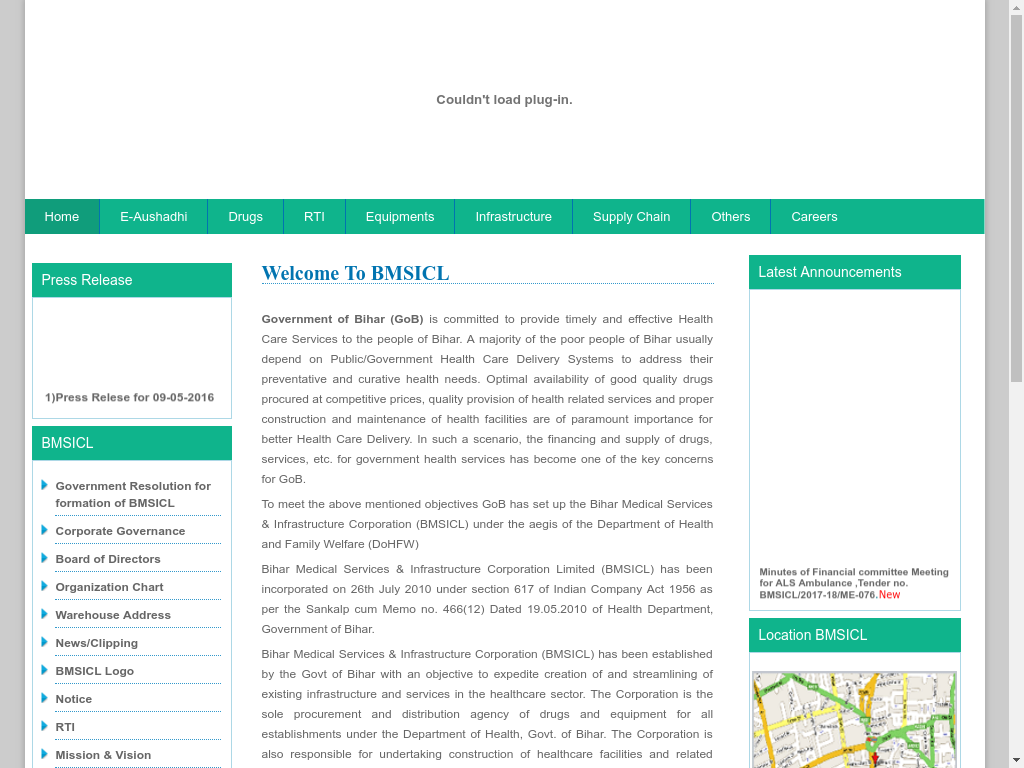 Couldn't load plug-in.
Home E-Aushadhi Drugs RTI Equipments Infrastructure Supply Chain Others Careers
Press Release
1)Press Relese for 09-05-2016
BMSICL
Government Resolution for
formation of BMSICL
Corporate Governance
Board of Directors
Organization Chart
Warehouse Address
News/Clipping
BMSICL Logo
Notice
RTI
Mission & Vision
Welcome To BMSICL
Government of Bihar (GoB) is committed to provide timely and effective Health
Care Services to the people of Bihar. A majority of the poor people of Bihar usually
depend on Public/Government Health Care Delivery Systems to address their
preventative and curative health needs. Optimal availability of good quality drugs
procured at competitive prices, quality provision of health related services and proper
construction and maintenance of health facilities are of paramount importance for
better Health Care Delivery. In such a scenario, the financing and supply of drugs,
services, etc. for government health services has become one of the key concerns
for GoB.
To meet the above mentioned objectives GoB has set up the Bihar Medical Services
& Infrastructure Corporation (BMSICL) under the aegis of the Department of Health
and Family Welfare (DoHFW)
Bihar Medical Services & Infrastructure Corporation Limited (BMSICL) has been
incorporated on 26th July 2010 under section 617 of Indian Company Act 1956 as
per the Sankalp cum Memo no. 466(12) Dated 19.05.2010 of Health Department,
Government of Bihar.
Bihar Medical Services & Infrastructure Corporation (BMSICL) has been established
by the Govt of Bihar with an objective to expedite creation of and streamlining of
existing infrastructure and services in the healthcare sector. The Corporation is the
sole procurement and distribution agency of drugs and equipment for all
establishments under the Department of Health, Govt. of Bihar. The Corporation is
also responsible for undertaking construction of healthcare facilities and related
Latest Announcements
Minutes of Financial committee Meeting
for ALS Ambulance ,Tender no.
BMSICL/2017-18/ME-076.New
Location BMSICL